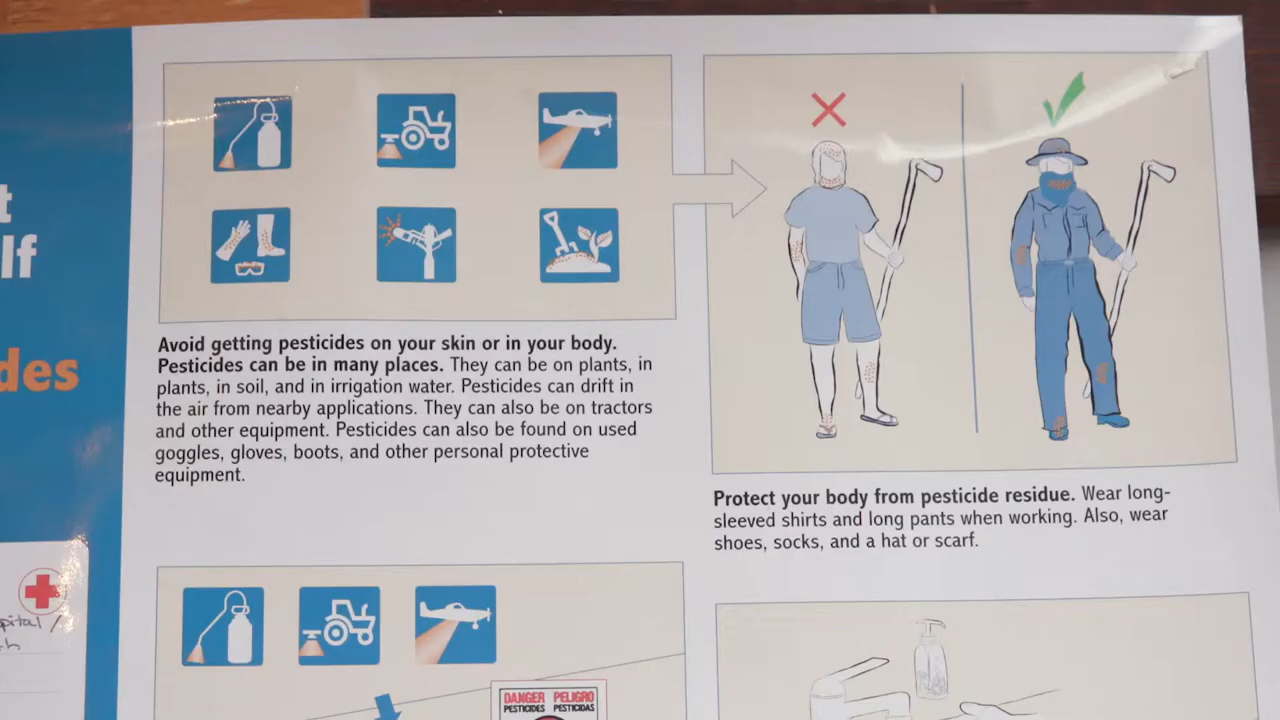 t
lf
des
Avoid getting pesticides on your skin or in your body.
Pesticides can be in many places. They can be on plants, in
plants, in soil, and in irrigation water. Pesticides can drift in
the air from nearby applications. They can also be on tractors
and other equipment. Pesticides can also be found on used
goggles, gloves, boots, and other personal protective
equipment.
Protect your body from pesticide residue. Wear long-
sleeved shirts and long pants when working. Also, wear
shoes, socks, and a hat or scarf.
pital /
DANGER PELIGRO
PESTICIDES PESTICIDAS